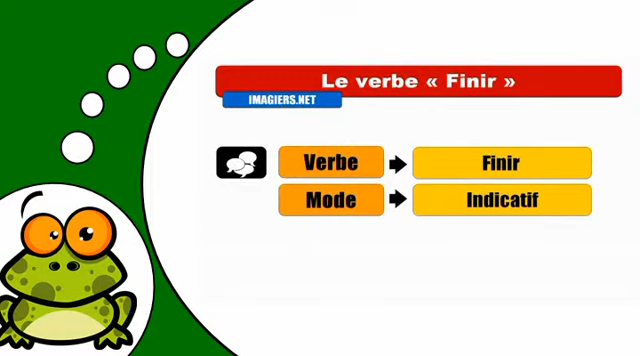 Le verbe « Finir »
IMAGIERS.NET
Verbe Finir
Mode Indicatif